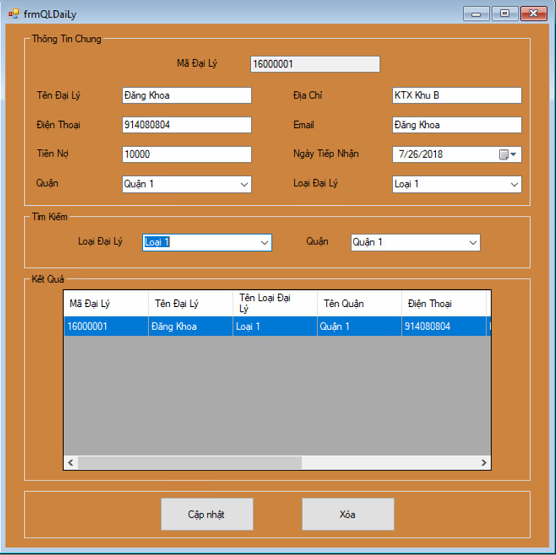 frmQLDaiLy
Thông Tin Chung
Mã Đại Lý 16000001
Tên Đại Lý Đăng Khoa Địa Chỉ KTX Khu B
Điện Thoại 914080804 Email Đăng Khoa
Tiền Nợ 10000 Ngày Tiếp Nhận 7/26/2018
Quận Quận 1 Loại Đại Lý Loại 1
Tìm Kiếm
Loại Đại Lý Loại 1 Quận Quận 1
Kết Quả
Mã Đại Lý Tên Đại Lý Tên Loại Đại Lý Tên Quận Điện Thoại
16000001 Đăng Khoa Loại 1 Quận 1 914080804
Cập nhật Xóa